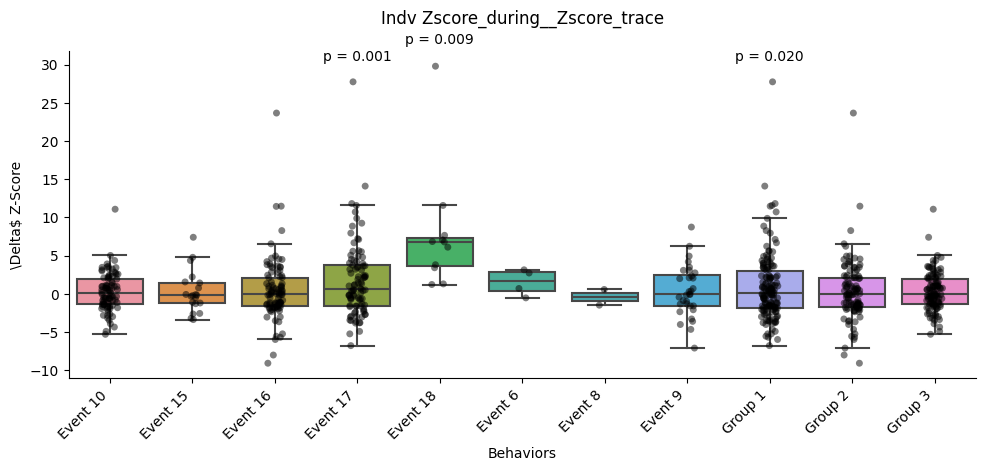 Indv Zscore_during__Zscore_trace
p = 0.009
p = 0.001
p = 0.020
30
25
20
15
10
5
0
−5
−10
\Delta$ Z-Score
Event 10
Event 15
Event 16
Event 17
Event 18
Event 6
Event 8
Event 9
Group 1
Group 2
Group 3
Behaviors